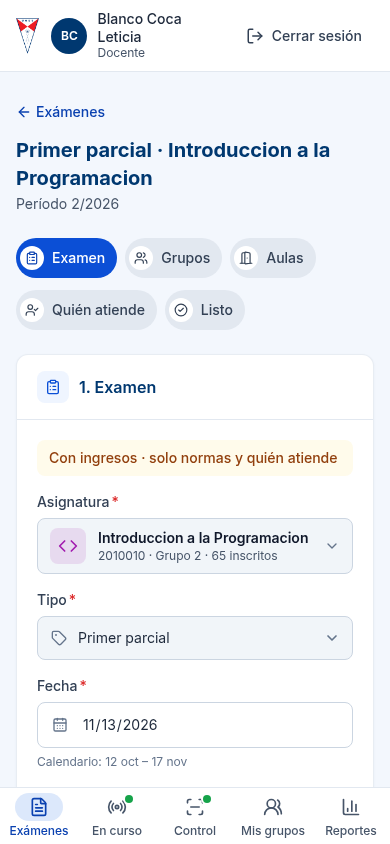 BC
Blanco Caca
Leticia
Docente
Cerrar sesión
Exámenes
Primer parcial · Introduccion a la
Programacion
Período 2/2026
Examen
Grupos
Aulas
Quién atiende
Listo
1. Examen
Con ingresos · solo normas y quién atiende
Asignatura*
Introduccion a la Programacion
2010010 · Grupo 2 · 65 inscritos
Tipo*
Primer parcial
Fecha*
11/13/2026
Calendario: 12 oct – 17 nov
Exámenes
En curso
Control
Mis grupos
Reportes